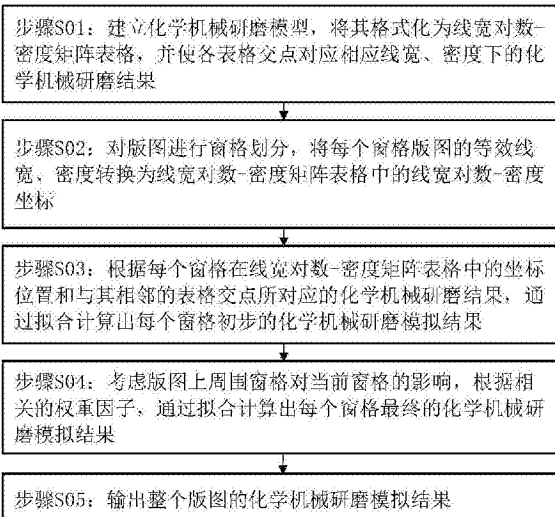 步骤S01：建立化学机械研磨模型，将其格式化为线宽对数-
密度矩阵表格，并使各表格交点对应相应线宽、密度下的化
学机械研磨结果
步骤S02：对版图进行窗格划分，将每个窗格版图的等效线
宽、密度转换为线宽对数-密度矩阵表格中的线宽对数-密度
坐标
步骤S03：根据每个窗格在线宽对数-密度矩阵表格中的坐标
位置和与其相邻的表格交点所对应的化学机械研磨结果，通
过拟合计算出每个窗格初步的化学机械研磨模拟结果
步骤S04：考虑版图上周围窗格对当前窗格的影响，根据相
关的权重因子，通过拟合计算出每个窗格最终的化学机械研
磨模拟结果
步骤S05：输出整个版图的化学机械研磨模拟结果